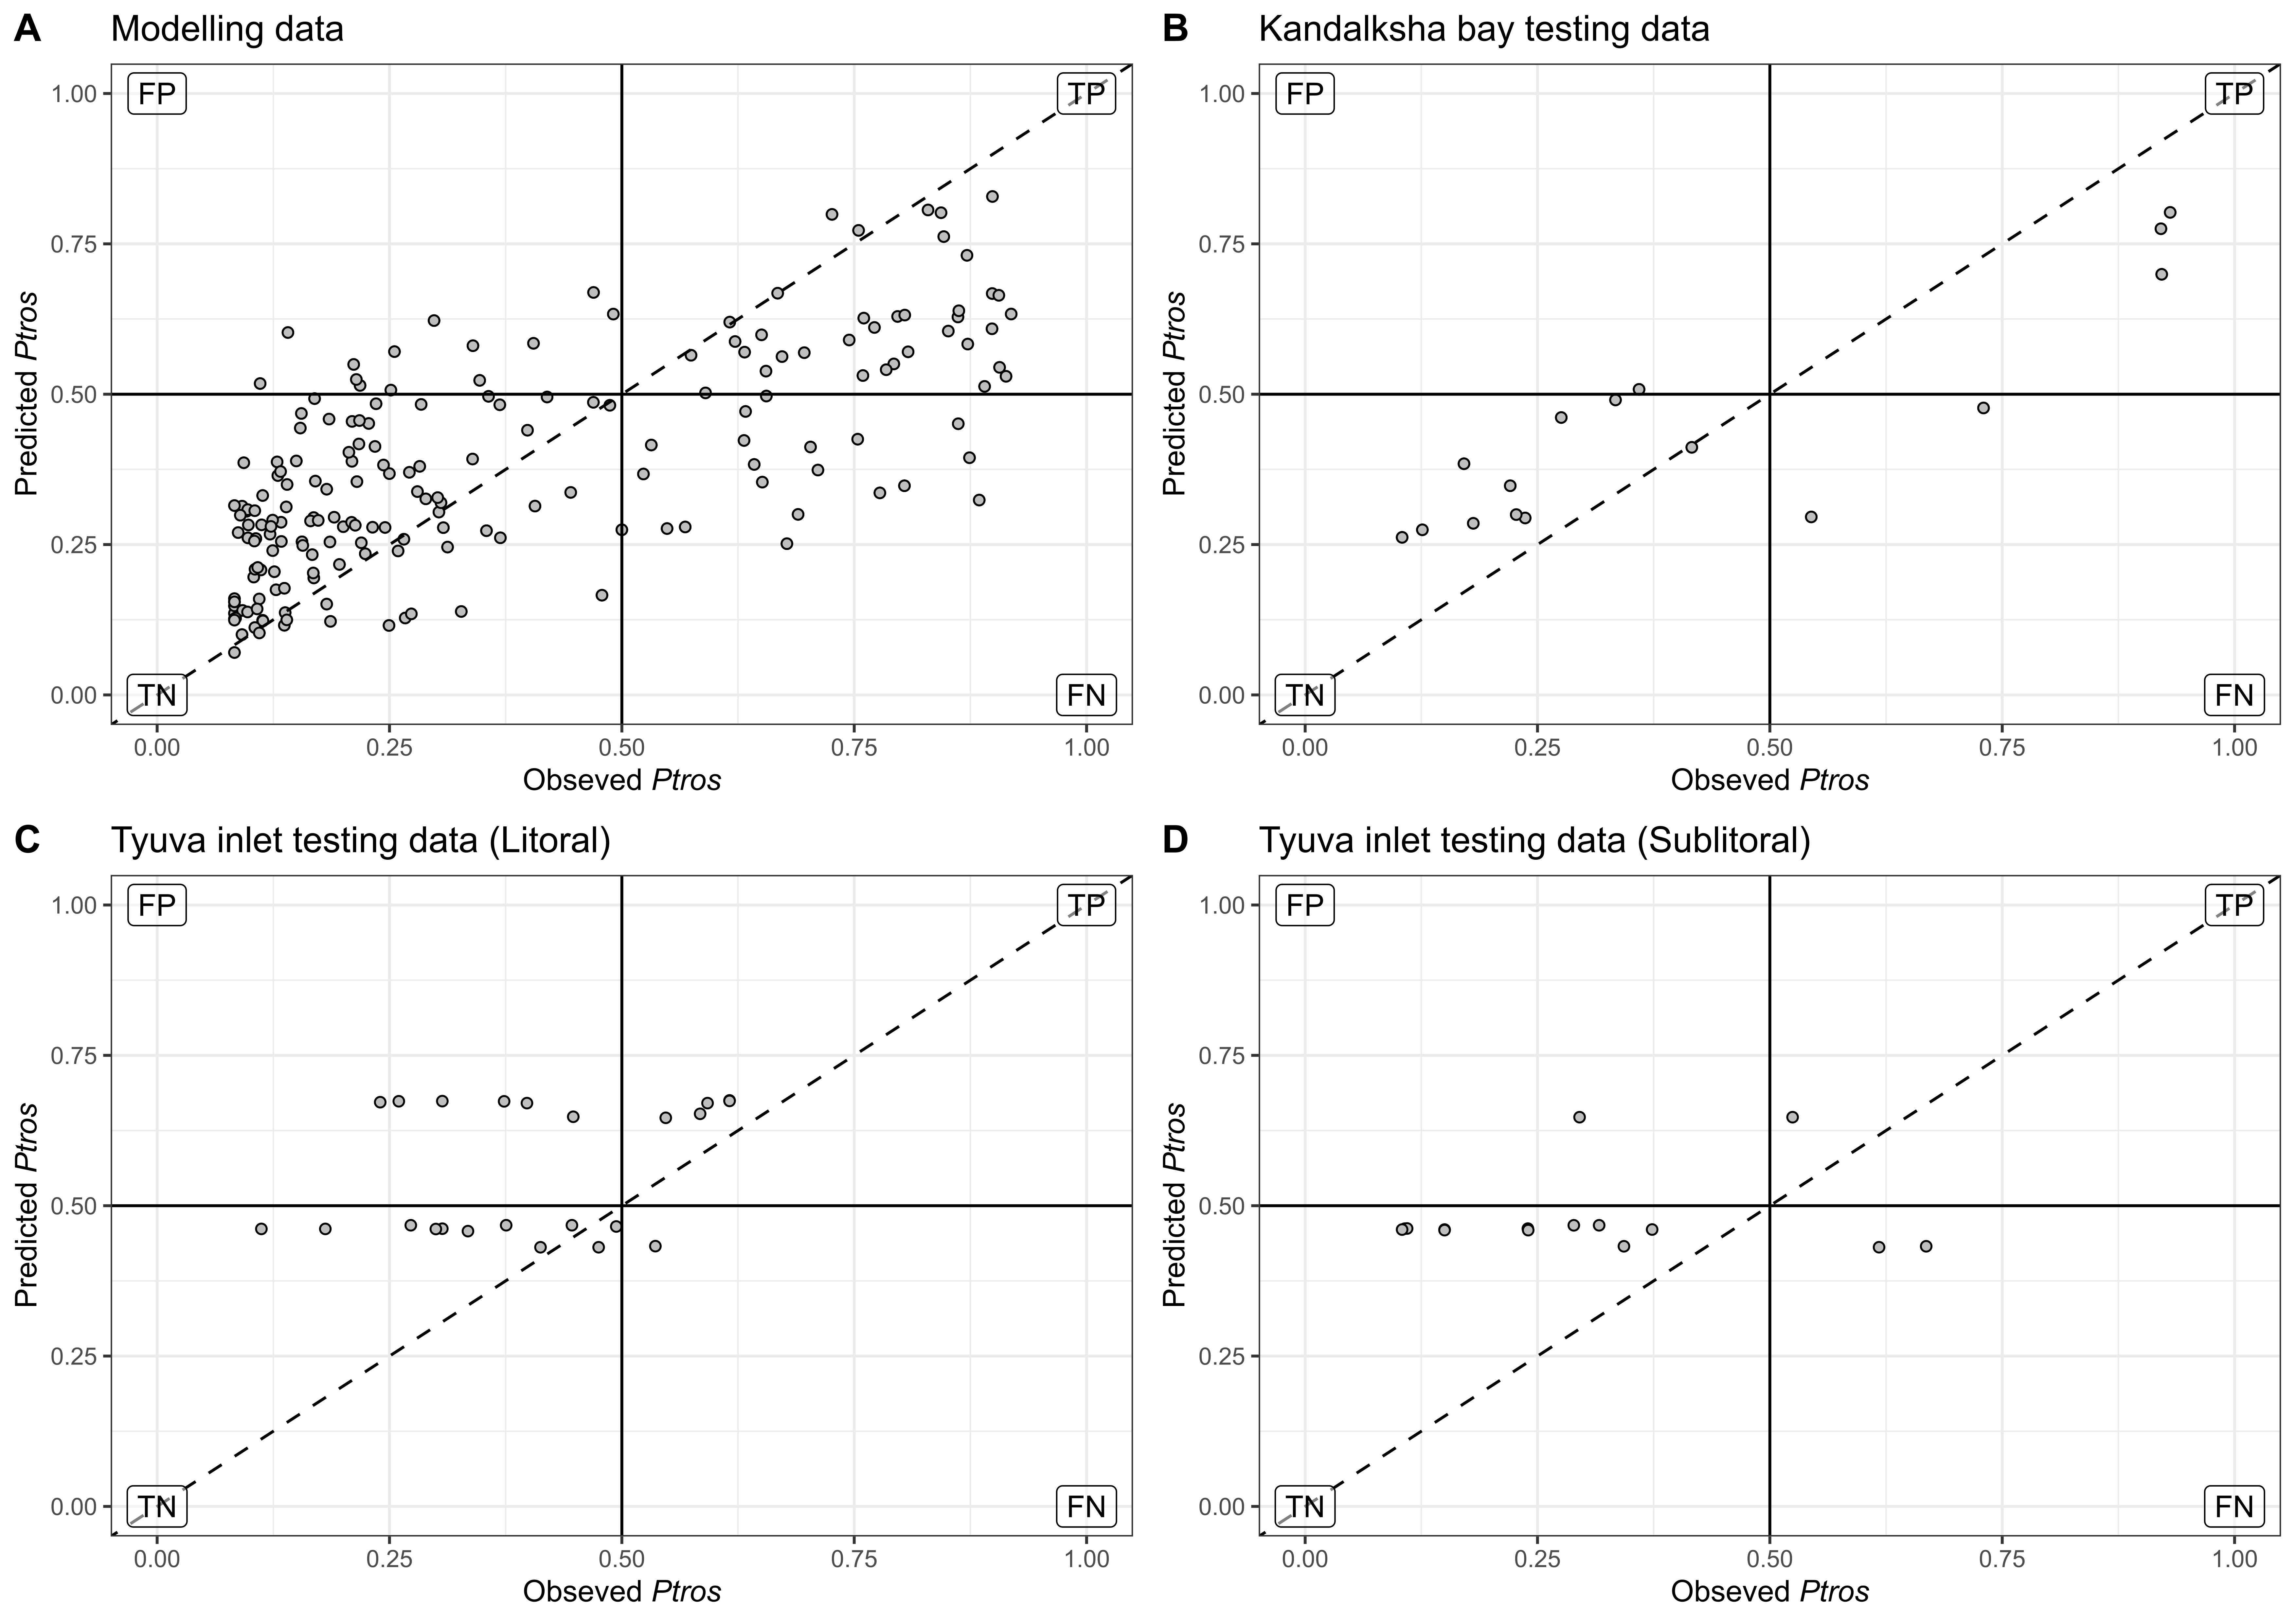 A Modelling data
FP
TP
1.00
0.75
0.50
0.25
0.00
Predicted Ptros
TN
FN
0.00 0.25 0.50 0.75 1.00
Obseved Ptros
B Kandalksha bay testing data
FP
TP
1.00
0.75
0.50
0.25
0.00
Predicted Ptros
TN
FN
0.00 0.25 0.50 0.75 1.00
Obseved Ptros
C Tyuva inlet testing data (Litoral)
FP
TP
1.00
0.75
0.50
0.25
0.00
Predicted Ptros
TN
FN
0.00 0.25 0.50 0.75 1.00
Obseved Ptros
D Tyuva inlet testing data (Sublitoral)
FP
TP
1.00
0.75
0.50
0.25
0.00
Predicted Ptros
TN
FN
0.00 0.25 0.50 0.75 1.00
Obseved Ptros